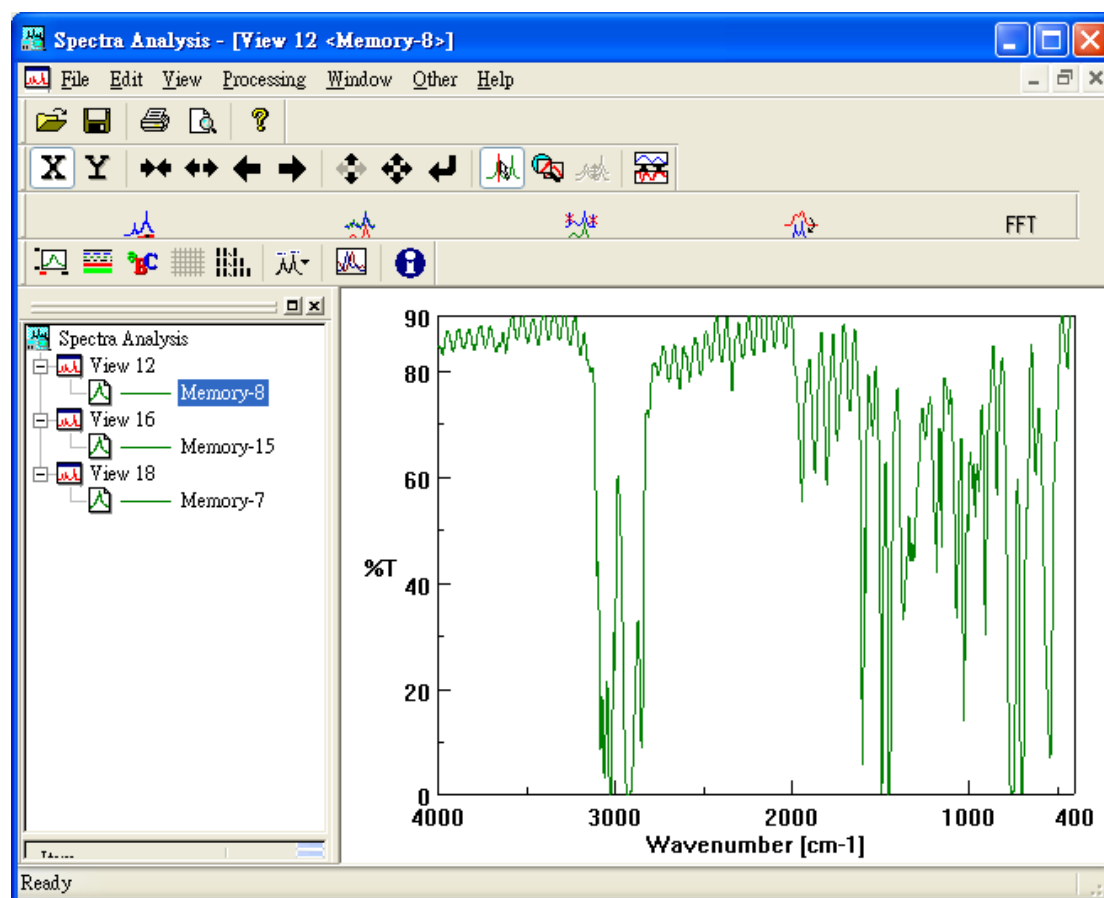 Spectra Analysis - [View 12 <Memory-8>]
File Edit View Processing Window Other Help
X Y
FFT
BC
Spectra Analysis
View 12
Memory-8
View 16
Memory-15
View 18
Memory-7
90
80
60
%T
40
20
0
4000 3000 2000 1000 400
Wavenumber [cm-1]
Ready